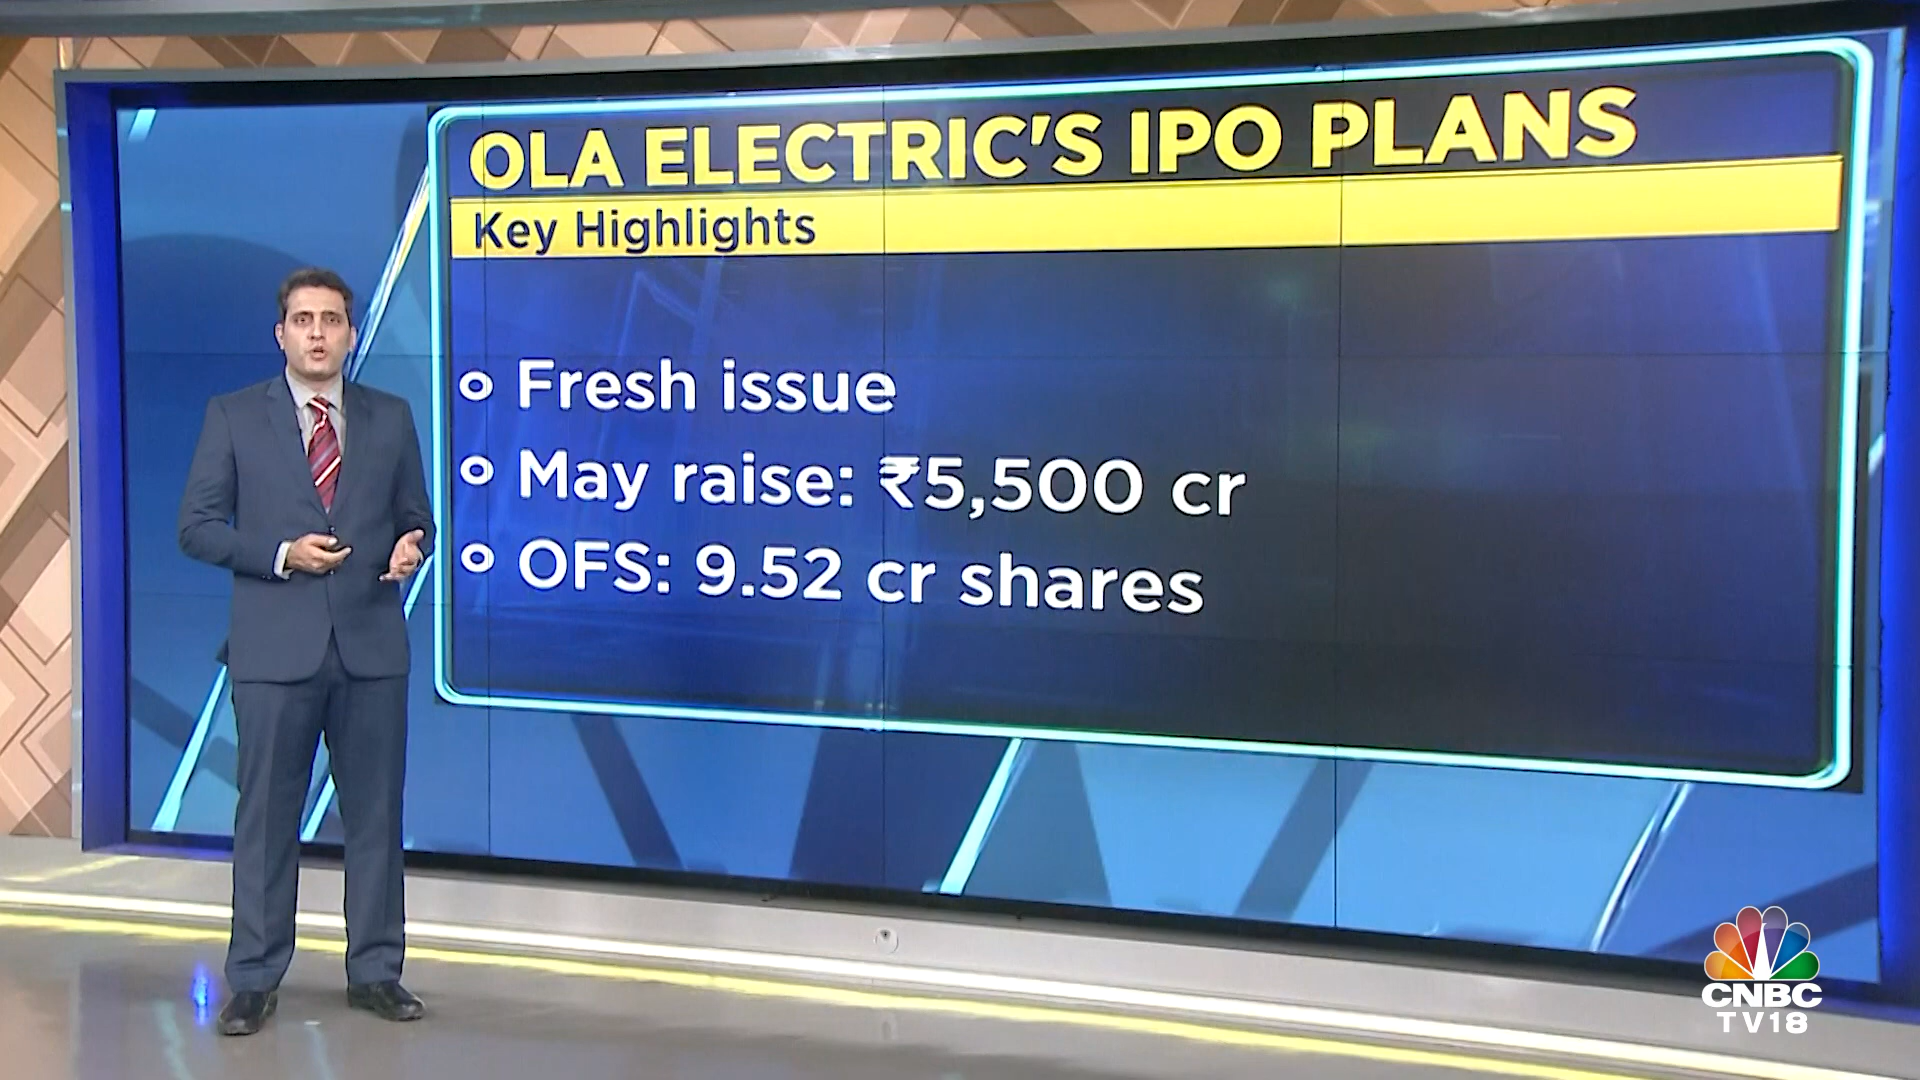 OLA ELECTRIC'S IPO PLANS
Key Highlights
Fresh issue
May raise: ₹5,500 cr
OFS: 9.52 cr shares
CNBC
TV18